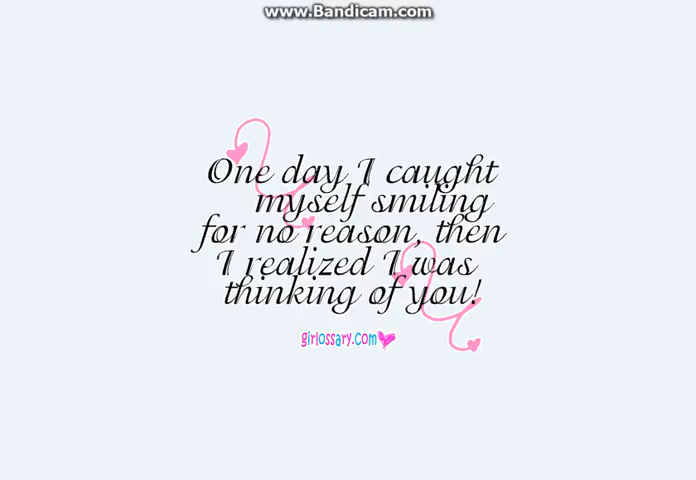 www.Bandicam.com
One day I caught
myself smiling
for no reason, then
I realized I was
thinking of you!
girlossary.com